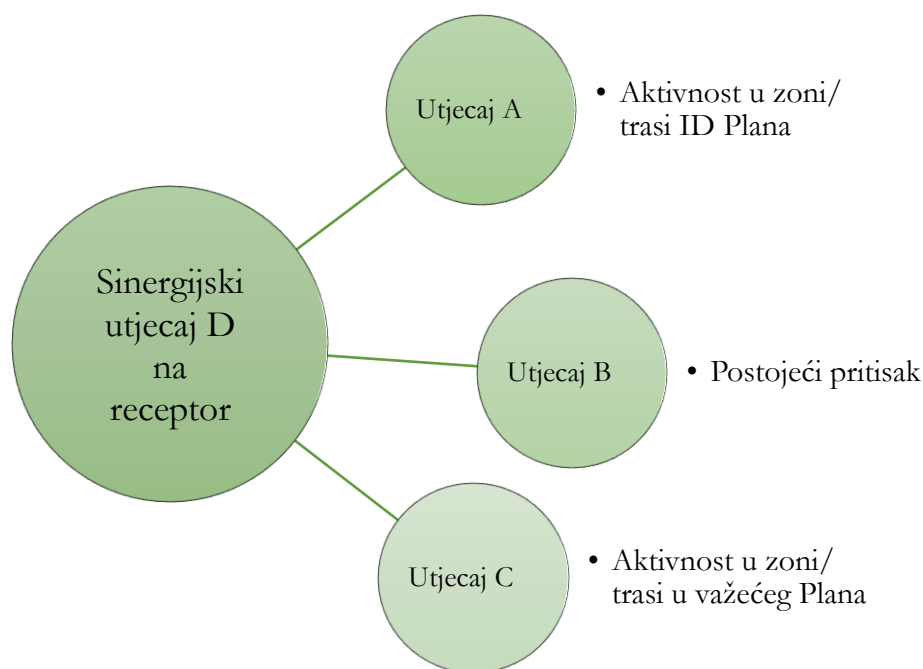 Utjecaj A
• Aktivnost u zoni/
trasi ID Plana
Sinergijski
utjecaj D
na
receptor
Utjecaj B
• Postojeći pritisak
Utjecaj C
• Aktivnost u zoni/
trasi u važećeg Plana